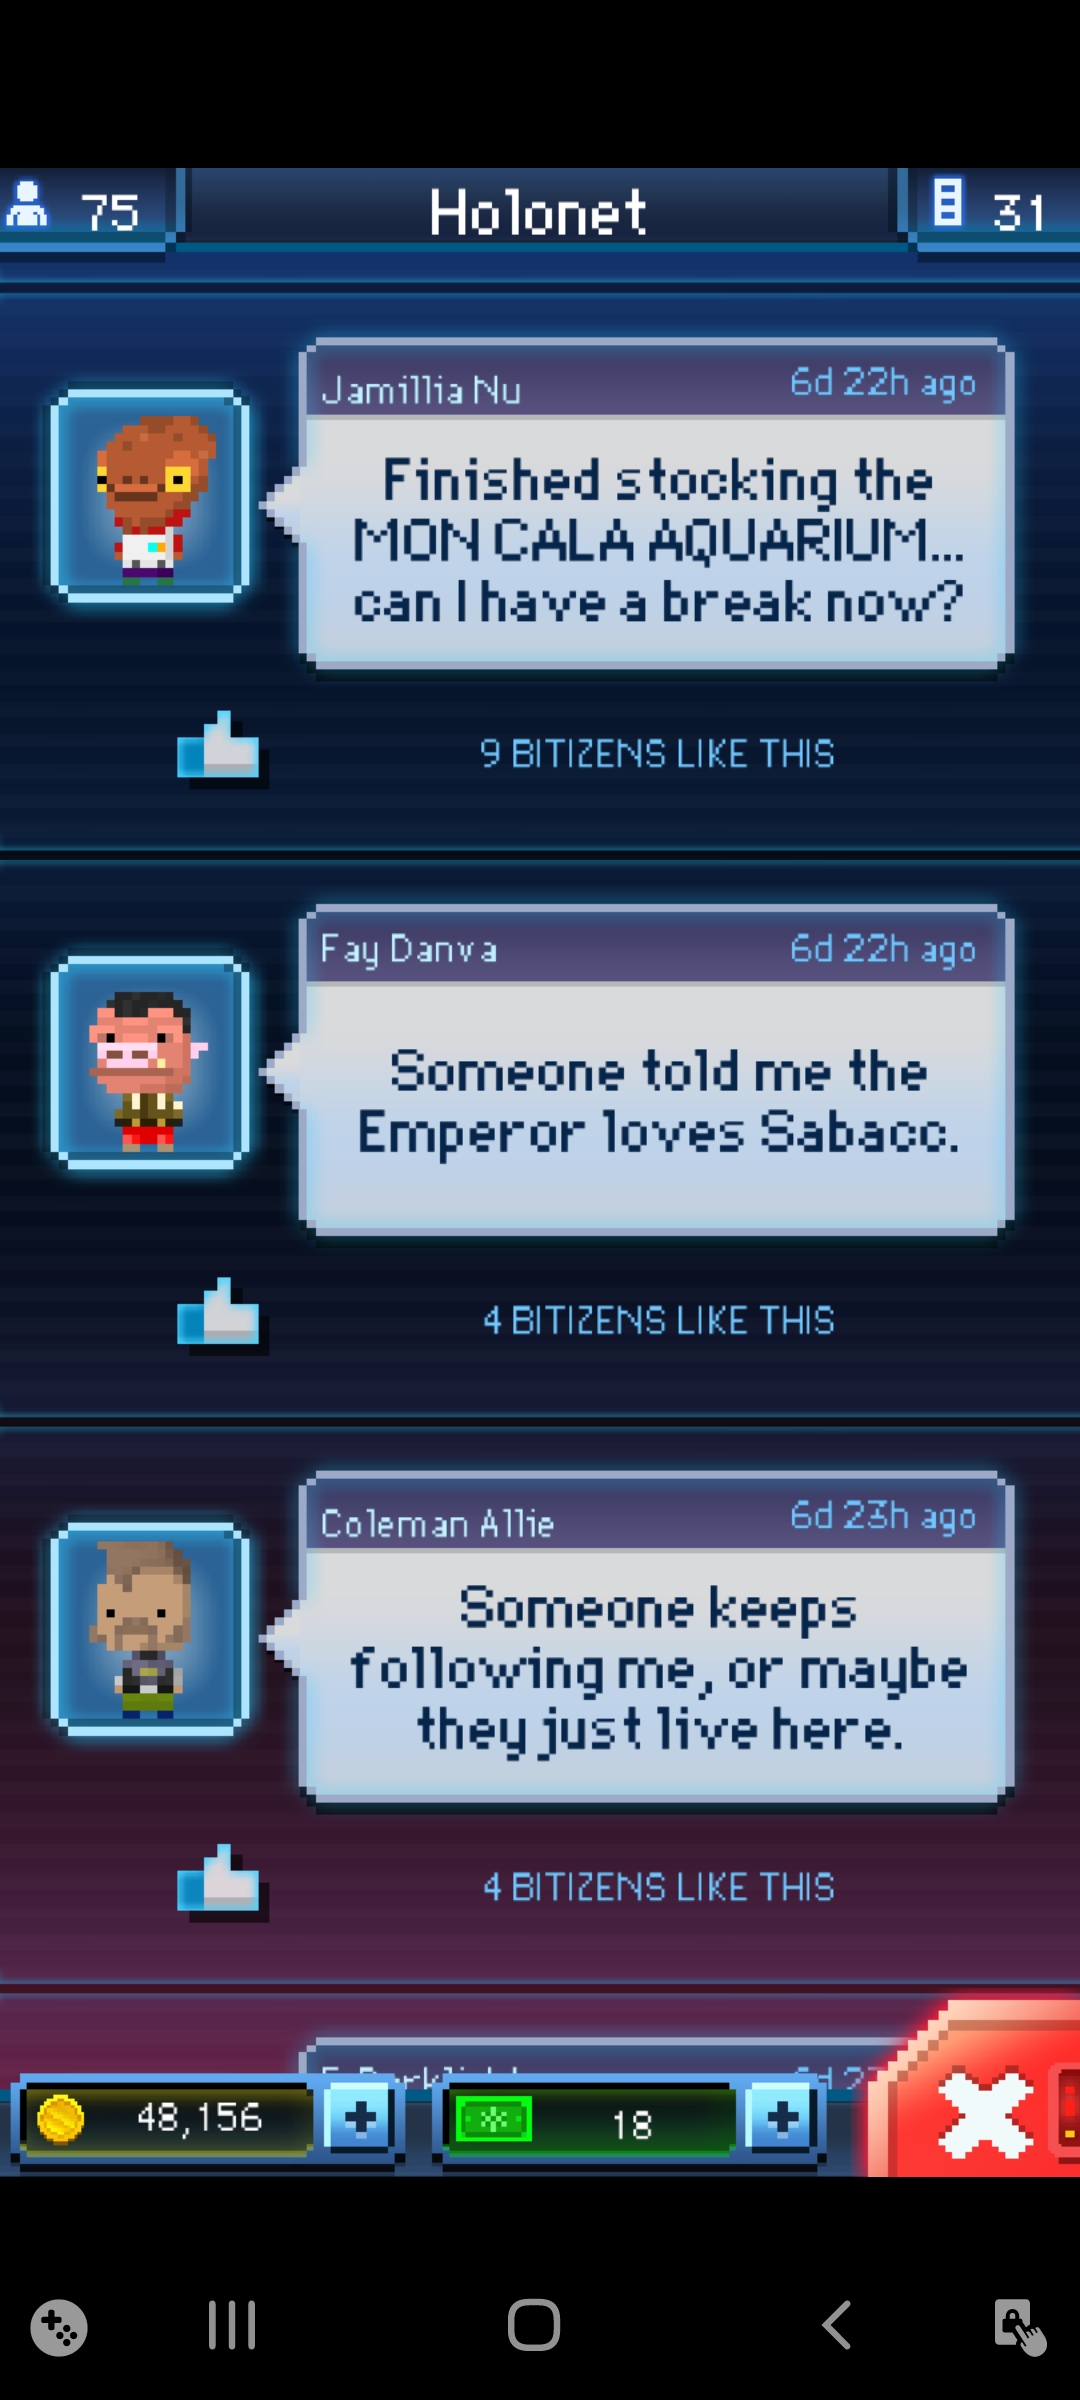 75
Holonet
31
Jamillia Nu
6d 22h ago
Finished stocking the
MON CALA AQUARIUM...
can I have a break now?
9 BITIZENS LIKE THIS
Fay Danva
6d 22h ago
Someone told me the
Emperor loves Sabacc.
4 BITIZENS LIKE THIS
Coleman Allie
6d 23h ago
Someone keeps
following me, or maybe
they just live here.
4 BITIZENS LIKE THIS
48,156
18